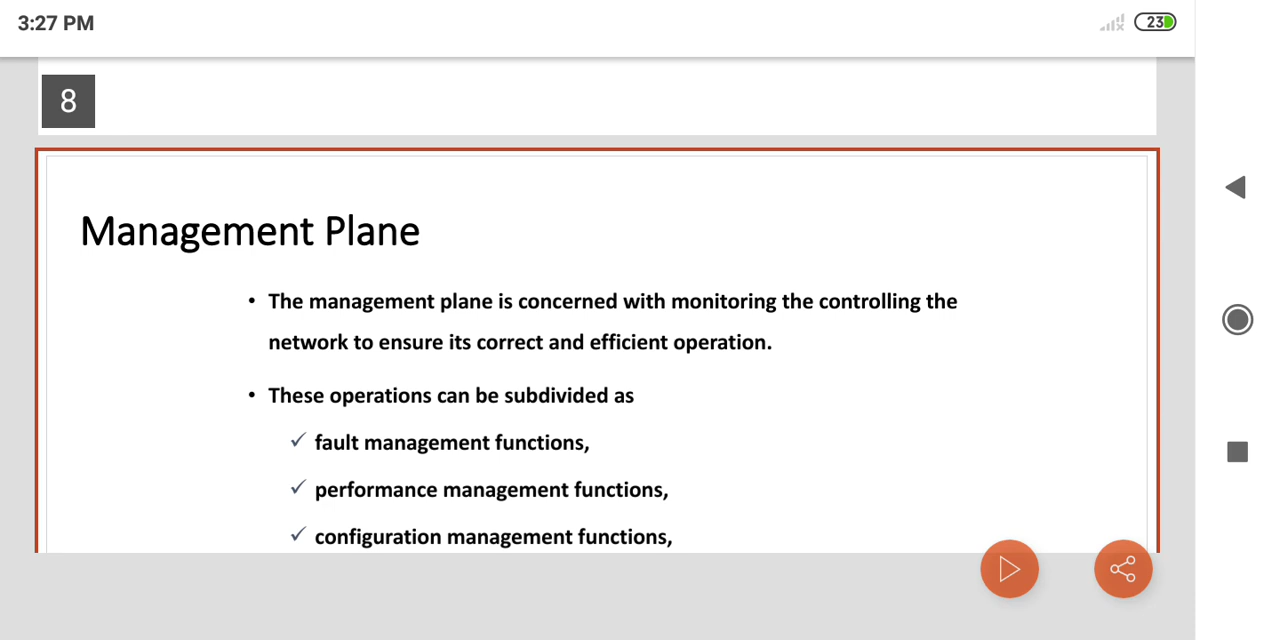 3:27 PM
23
8
Management Plane
• The management plane is concerned with monitoring the controlling the
network to ensure its correct and efficient operation.
• These operations can be subdivided as
✓ fault management functions,
✓ performance management functions,
✓ configuration management functions,